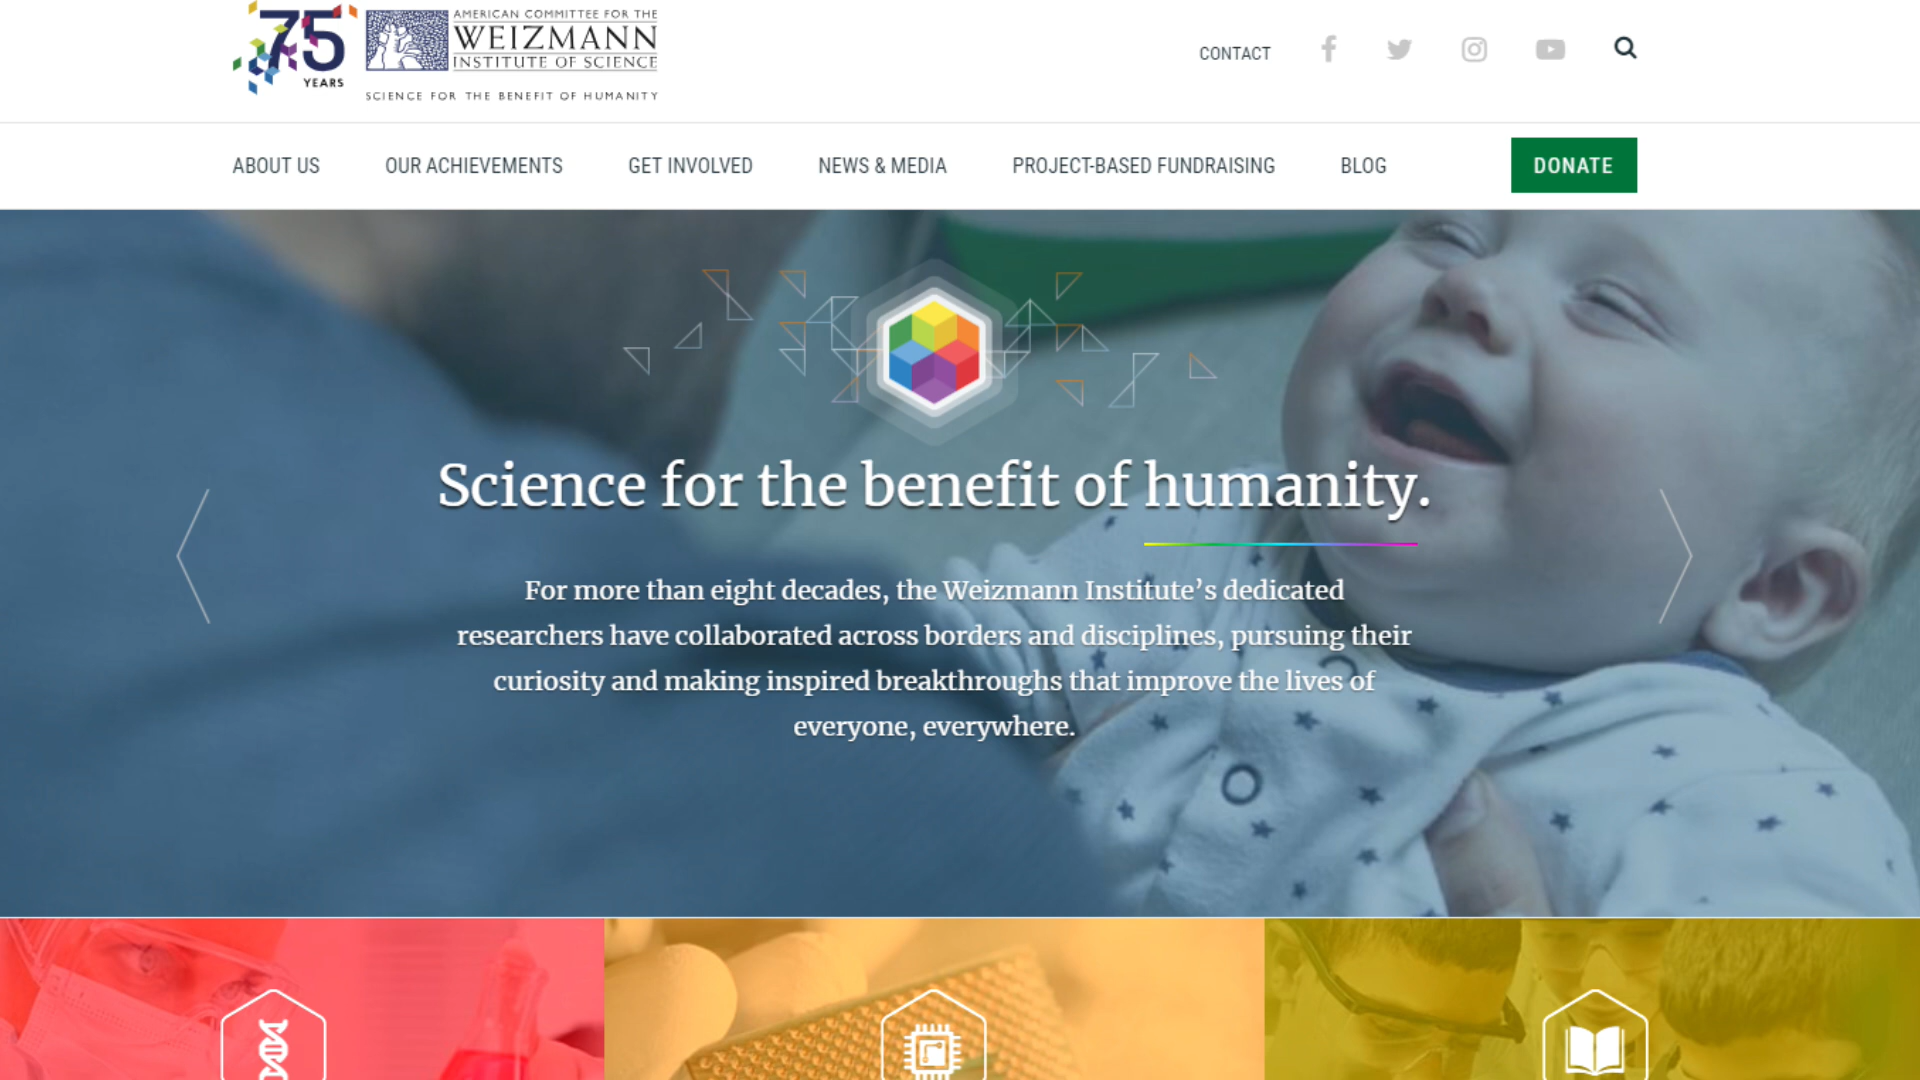 75
YEARS
AMERICAN COMMITTEE FOR THE
WEIZMANN
INSTITUTE OF SCIENCE
SCIENCE FOR THE BENEFIT OF HUMANITY
CONTACT
ABOUT US
OUR ACHIEVEMENTS
GET INVOLVED
NEWS & MEDIA
PROJECT-BASED FUNDRAISING
BLOG
DONATE
Science for the benefit of humanity.
For more than eight decades, the Weizmann Institute’s dedicated
researchers have collaborated across borders and disciplines, pursuing their
curiosity and making inspired breakthroughs that improve the lives of
everyone, everywhere.